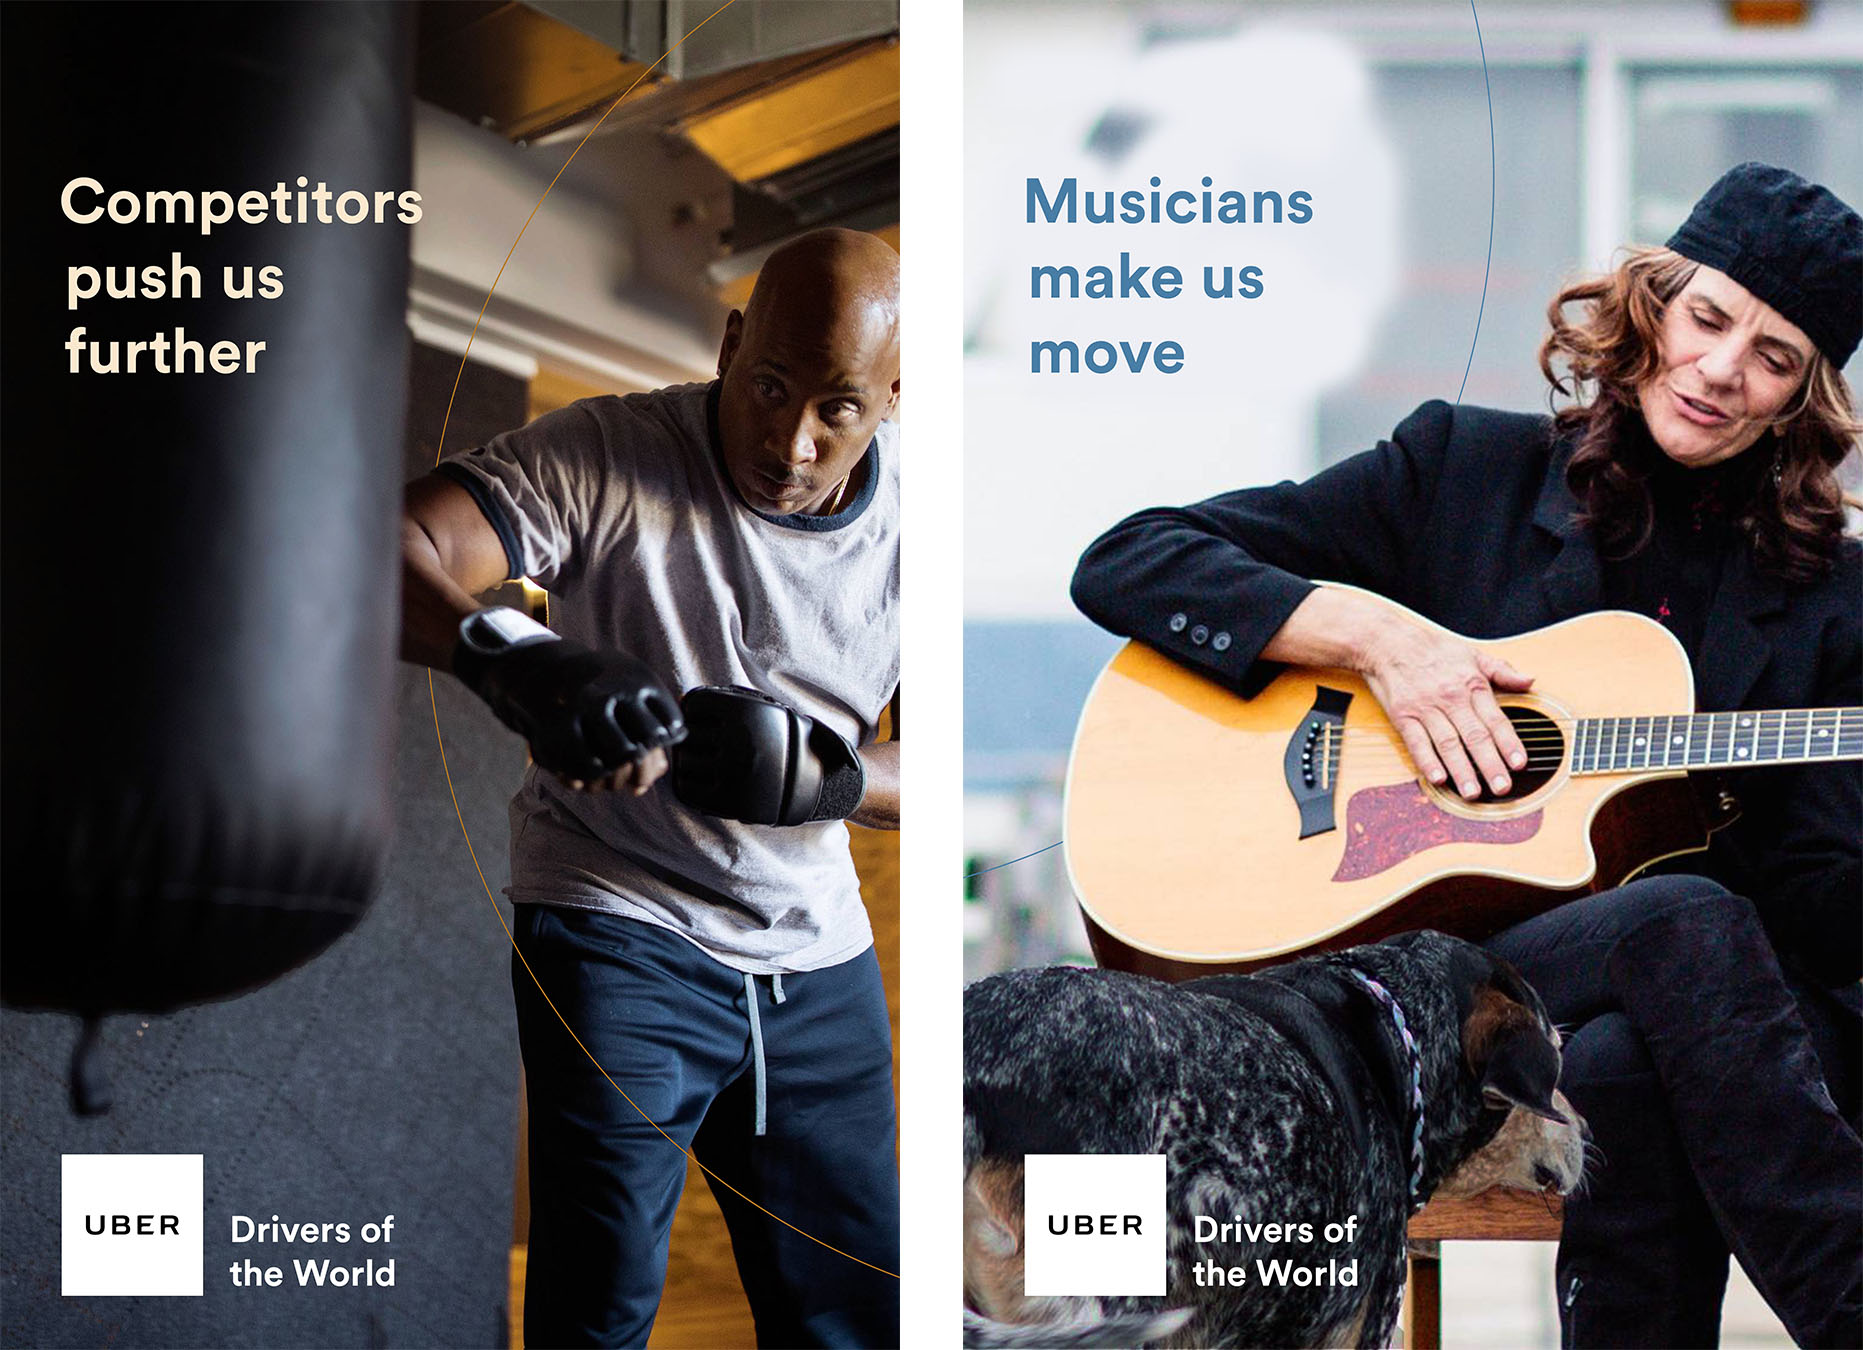 Competitors
push us
further
UBER
Drivers of
the World
Musicians
make us
move
UBER
Drivers of
the World